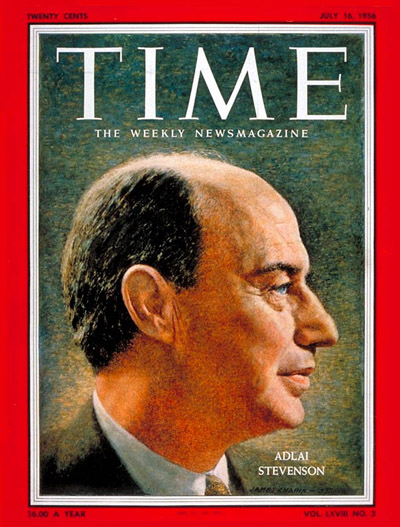 TWENTY CENTS
JULY 16, 1956
TIME
THE WEEKLY NEWSMAGAZINE
ADLAI
STEVENSON
$6.00 A YEAR
VOL. LXVIII NO. 3